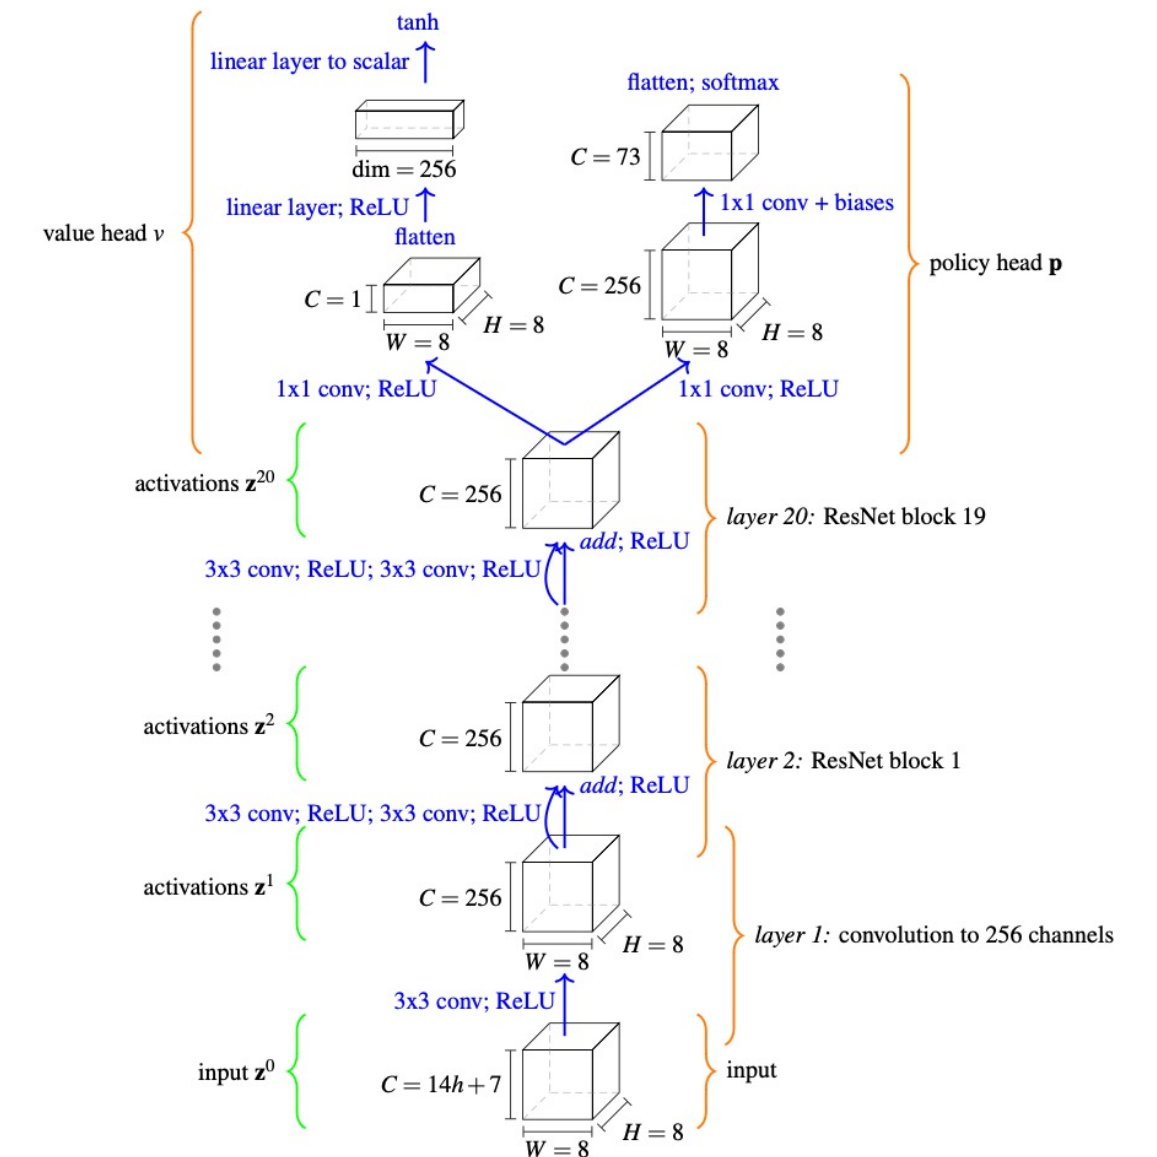 tanh
linear layer to scalar
flatten; softmax
C = 73
dim = 256
linear layer; ReLU
1x1 conv + biases
value head v
flatten
policy head p
C = 1
C = 256
H = 8
H = 8
W = 8
W = 8
1x1 conv; ReLU
1x1 conv; ReLU
activations z²⁰
C = 256
layer 20: ResNet block 19
add; ReLU
3x3 conv; ReLU; 3x3 conv; ReLU
activations z²
C = 256
layer 2: ResNet block 1
add; ReLU
3x3 conv; ReLU; 3x3 conv; ReLU
activations z¹
C = 256
layer 1: convolution to 256 channels
H = 8
W = 8
3x3 conv; ReLU
input z⁰
C = 14h+7
input
H = 8
W = 8